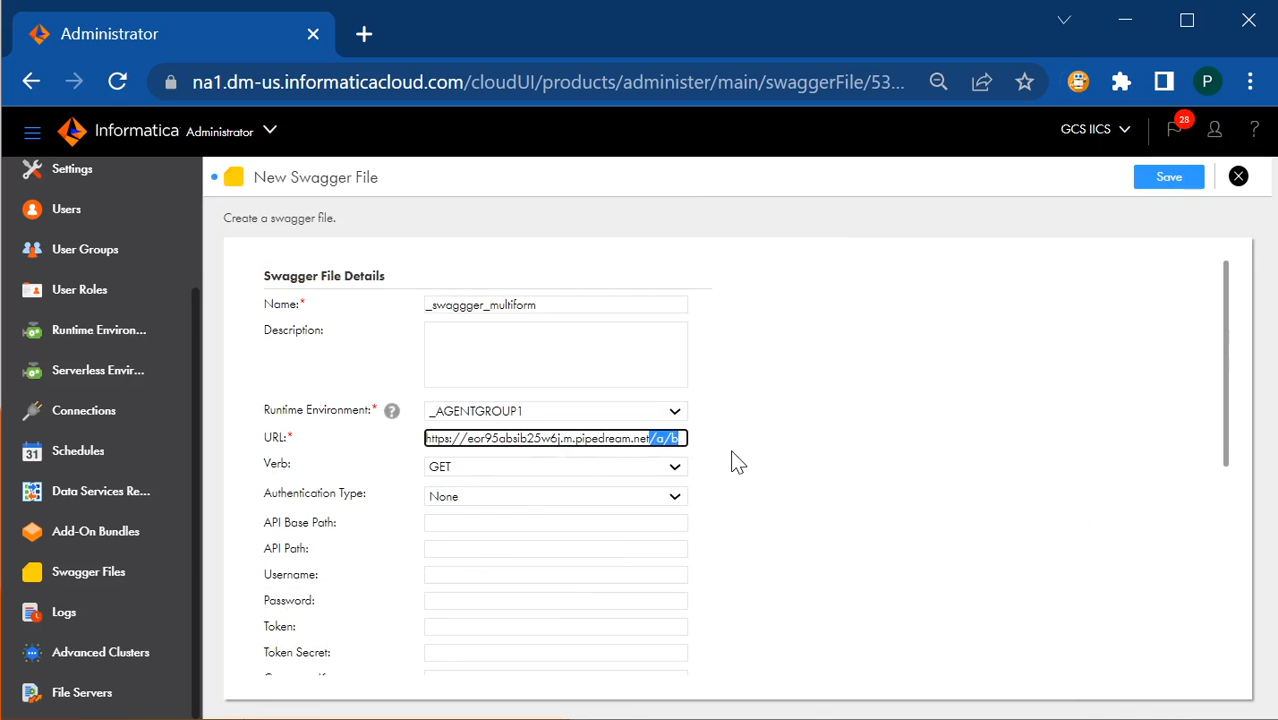 Administrator
na1.dm-us.informaticacloud.com/cloudUI/products/administer/main/swaggerFile/53...
P
Informatica Administrator
GCS IICS
28
?
Settings
New Swagger File
Save
Users
Create a swagger file.
User Groups
Swagger File Details
User Roles
Name:*
_swaggger_multiform
Runtime Environ...
Description:
Serverless Envir...
Connections
Runtime Environment:* ?
_AGENTGROUP1
URL:*
https://eor95absib25w6j.m.pipedream.net/a/b
Schedules
31
Verb:
GET
Data Services Re...
Authentication Type:
None
Add-On Bundles
API Base Path:
API Path:
Swagger Files
Username:
Password:
Logs
Token:
Advanced Clusters
Token Secret:
File Servers